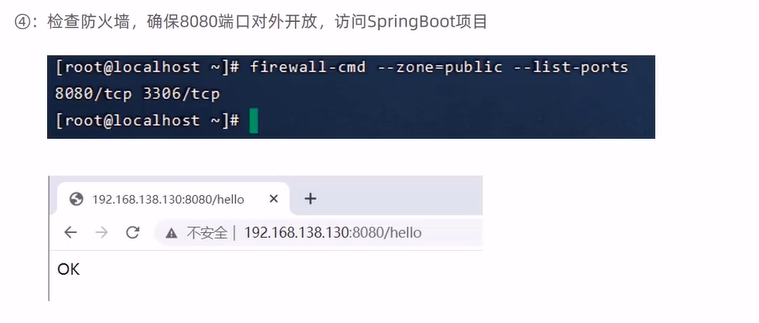 ④：检查防火墙，确保8080端口对外开放，访问SpringBoot项目
[root@localhost ~]# firewall-cmd --zone=public --list-ports
8080/tcp 3306/tcp
[root@localhost ~]#
192.168.138.130:8080/hello
不安全 | 192.168.138.130:8080/hello
OK